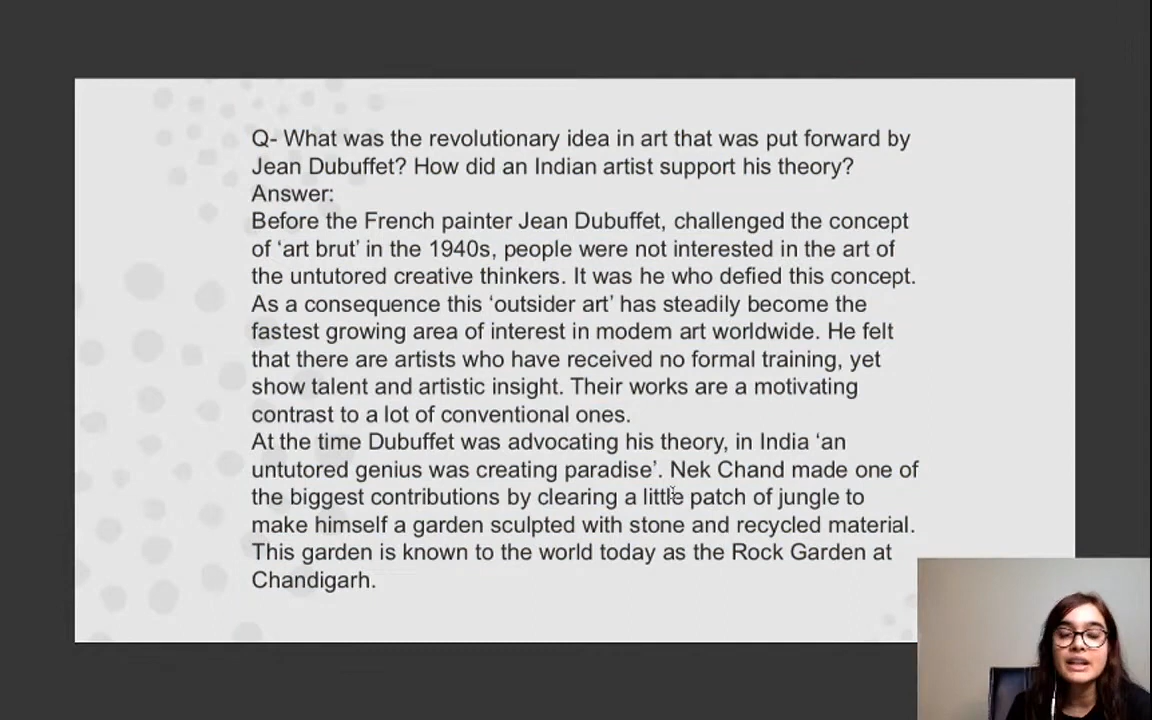 Q- What was the revolutionary idea in art that was put forward by
Jean Dubuffet? How did an Indian artist support his theory?
Answer:
Before the French painter Jean Dubuffet, challenged the concept
of ‘art brut’ in the 1940s, people were not interested in the art of
the untutored creative thinkers. It was he who defied this concept.
As a consequence this ‘outsider art’ has steadily become the
fastest growing area of interest in modem art worldwide. He felt
that there are artists who have received no formal training, yet
show talent and artistic insight. Their works are a motivating
contrast to a lot of conventional ones.
At the time Dubuffet was advocating his theory, in India ‘an
untutored genius was creating paradise’. Nek Chand made one of
the biggest contributions by clearing a little patch of jungle to
make himself a garden sculpted with stone and recycled material.
This garden is known to the world today as the Rock Garden at
Chandigarh.